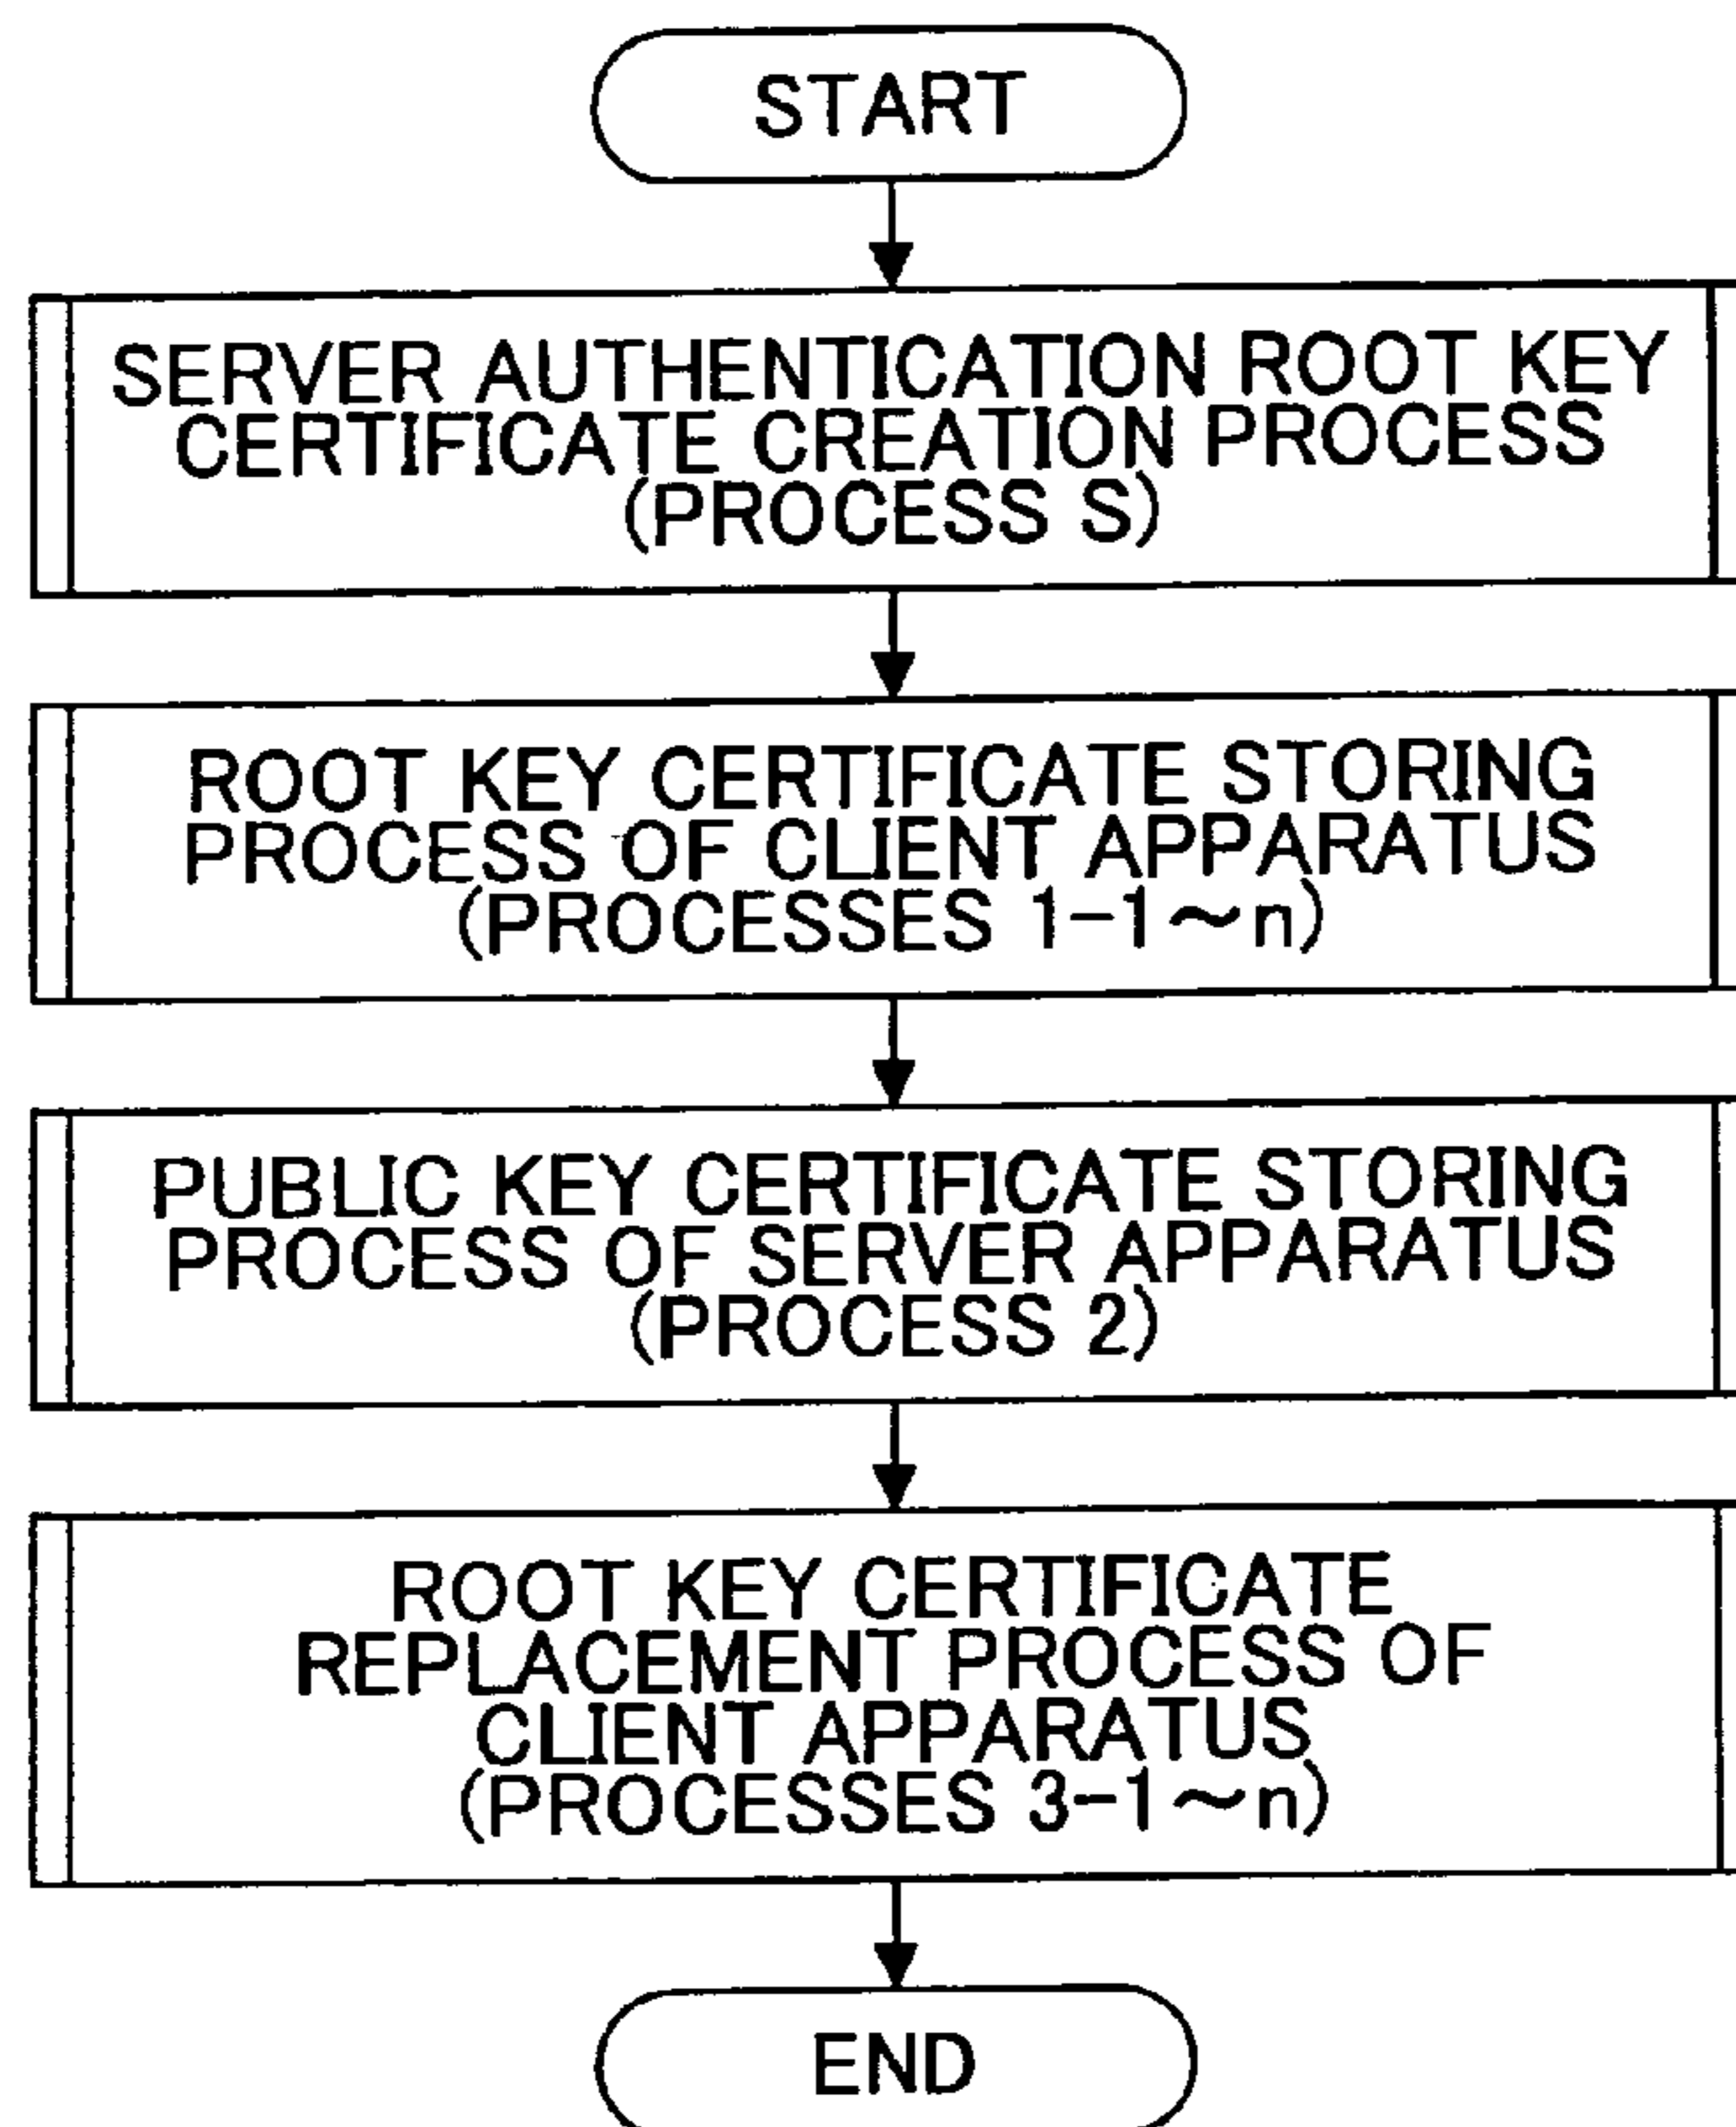 START
SERVER AUTHENTICATION ROOT KEY
CERTIFICATE CREATION PROCESS
(PROCESS S)
ROOT KEY CERTIFICATE STORING
PROCESS OF CLIENT APPARATUS
(PROCESSES 1-1~n)
PUBLIC KEY CERTIFICATE STORING
PROCESS OF SERVER APPARATUS
(PROCESS 2)
ROOT KEY CERTIFICATE
REPLACEMENT PROCESS OF
CLIENT APPARATUS
(PROCESSES 3-1~n)
END